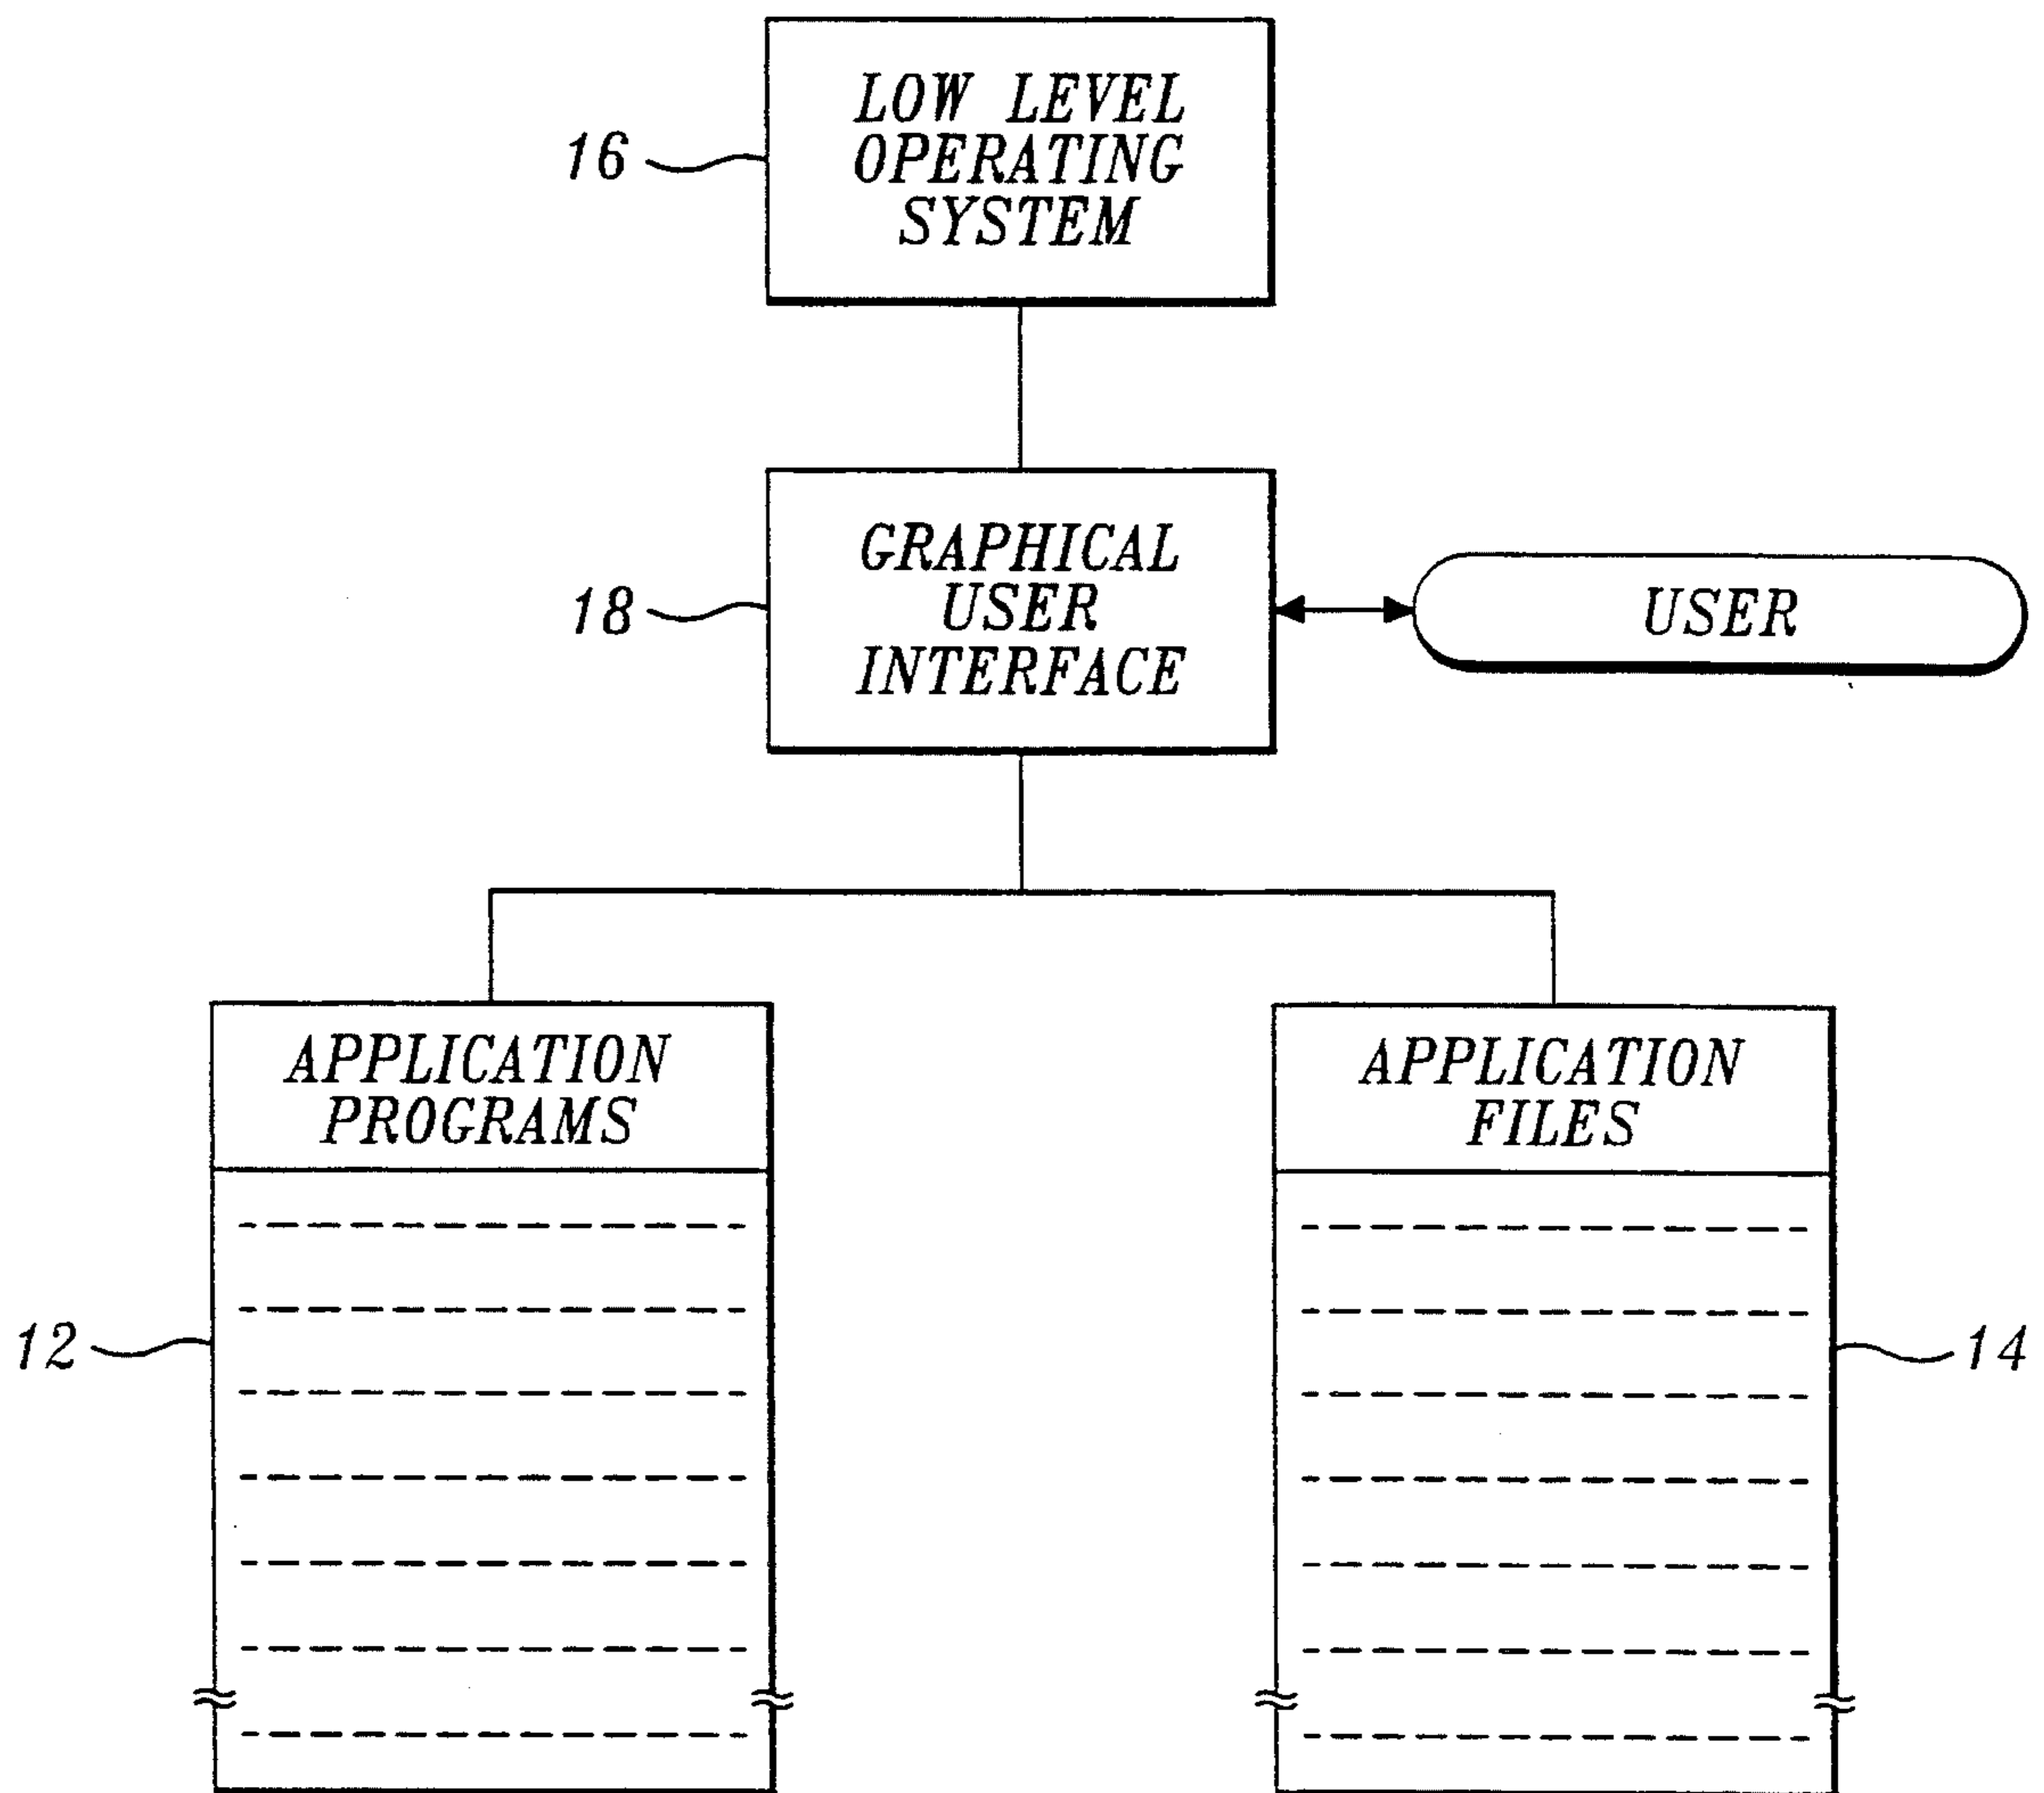 LOW LEVEL
OPERATING
SYSTEM
16
GRAPHICAL
USER
INTERFACE
18
USER
APPLICATION
PROGRAMS
APPLICATION
FILES
12
14